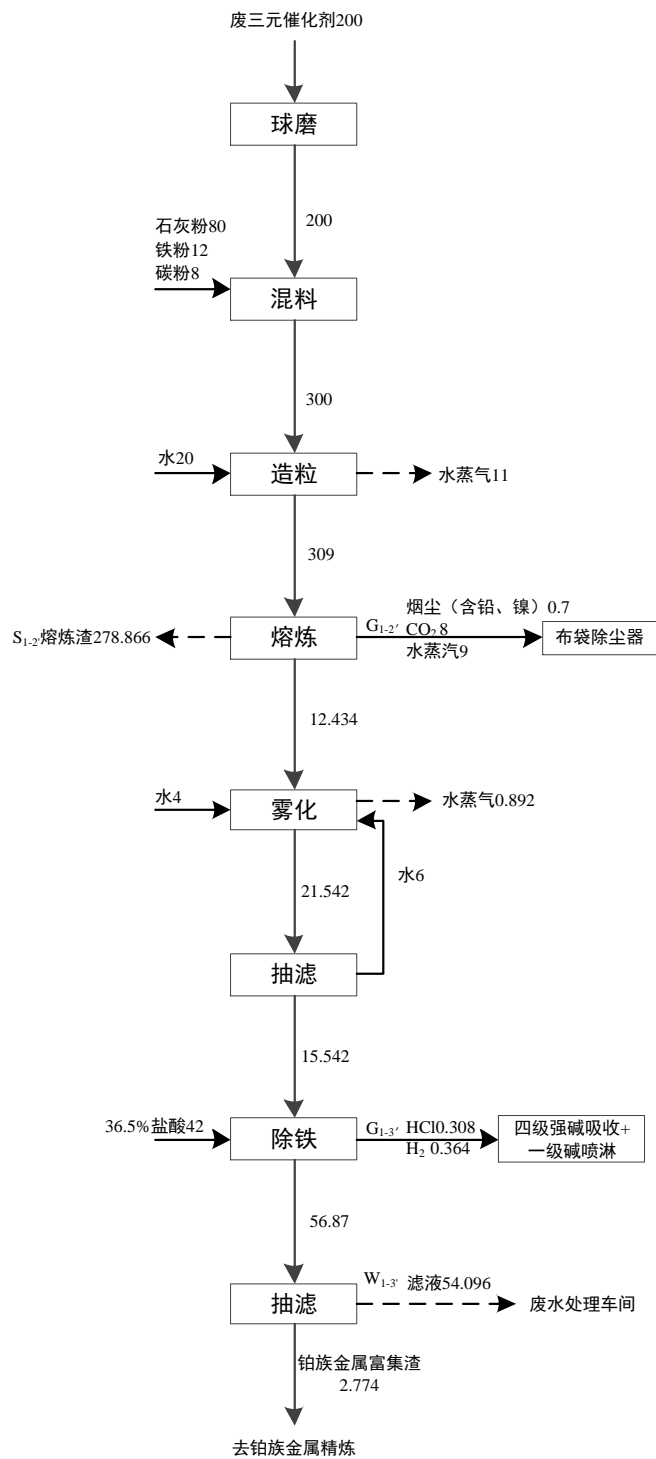 废三元催化剂200
球磨
200
石灰粉80
铁粉12
碳粉8
混料
300
水20
造粒
水蒸气11
309
S1-2'熔炼渣278.866
熔炼
G1-2′
烟尘（含铅、镍）0.7
CO2 8
水蒸汽9
布袋除尘器
12.434
水4
雾化
水蒸气0.892
水6
21.542
抽滤
15.542
36.5%盐酸42
除铁
G1-3′ HCl0.308
H2 0.364
四级强碱吸收+
一级碱喷淋
56.87
抽滤
W1-3' 滤液54.096
废水处理车间
铂族金属富集渣
2.774
去铂族金属精炼